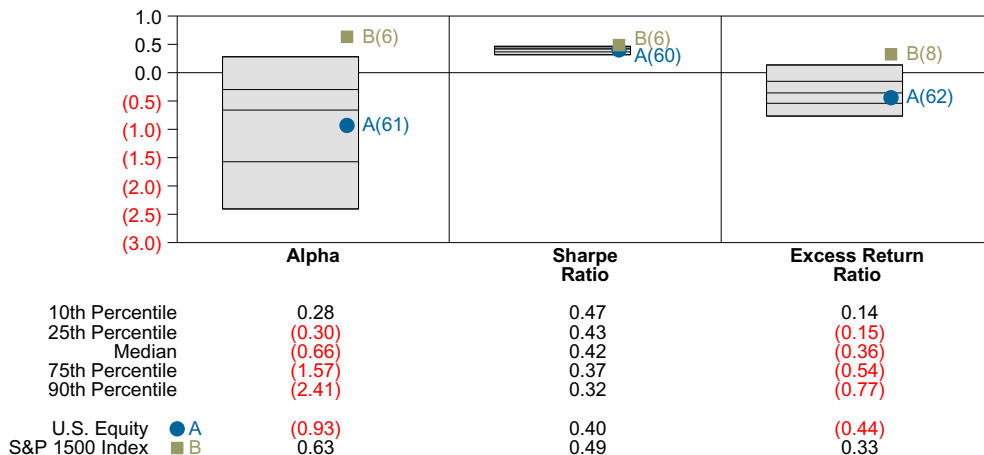 1.0
0.5
0.0
(0.5)
(1.0)
(1.5)
(2.0)
(2.5)
(3.0)
B(6)
A(61)
B(6)
A(60)
B(8)
A(62)
Alpha Sharpe Ratio Excess Return Ratio
10th Percentile 0.28 0.47 0.14
25th Percentile (0.30) 0.43 (0.15)
Median (0.66) 0.42 (0.36)
75th Percentile (1.57) 0.37 (0.54)
90th Percentile (2.41) 0.32 (0.77)
U.S. Equity A (0.93) 0.40 (0.44)
S&P 1500 Index B 0.63 0.49 0.33